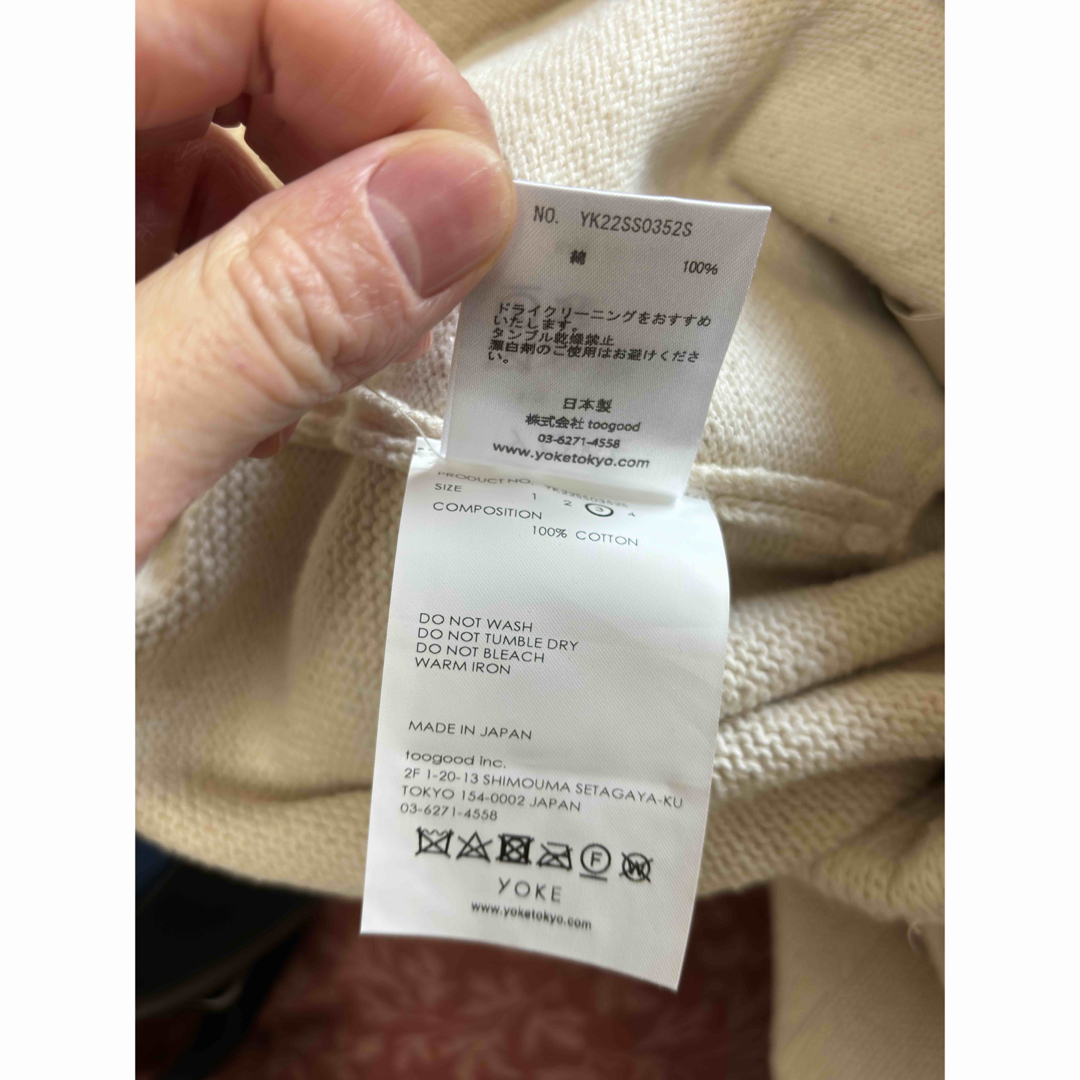 NO. YK22SS0352S
綿 100%
ドライクリーニングをおすすめ
いたします。
タンブル乾燥禁止
漂白剤のご使用はお避けくださ
い。
日本製
株式会社 toogood
03-6271-4558
www.yoketokyo.com
PRODUCT NO. YK22SS0352S
SIZE 1 2 3 4
COMPOSITION
100% COTTON
DO NOT WASH
DO NOT TUMBLE DRY
DO NOT BLEACH
WARM IRON
MADE IN JAPAN
toogood Inc.
2F 1-20-13 SHIMOUMA SETAGAYA-KU
TOKYO 154-0002 JAPAN
03-6271-4558
F W
YOKE
www.yoketokyo.com